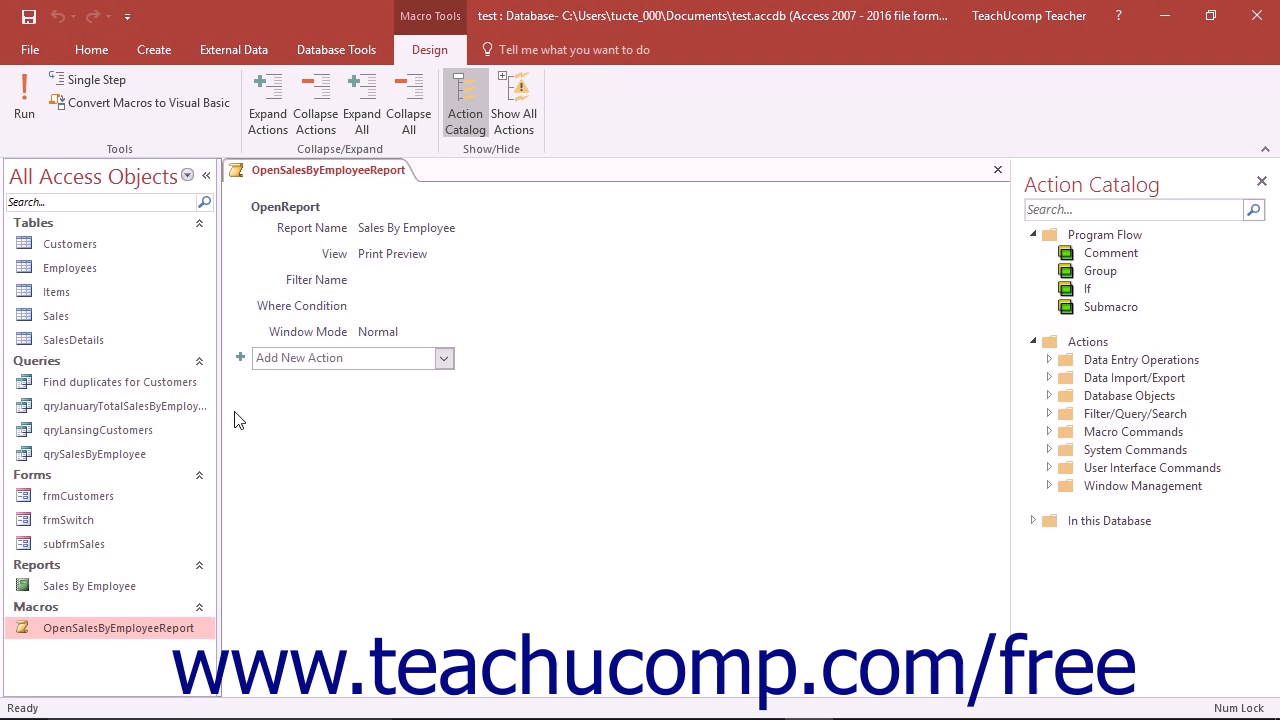 Macro Tools
test : Database- C:\Users\tucte_000\Documents\test.accdb (Access 2007 - 2016 file form...
TeachUcomp Teacher
?
File
Home
Create
External Data
Database Tools
Design
Tell me what you want to do
Run
Single Step
Convert Macros to Visual Basic
Tools
Expand Actions
Collapse Actions
Expand All
Collapse All
Collapse/Expand
Action Catalog
Show All Actions
Show/Hide
All Access Objects
Search...
Tables
Customers
Employees
Items
Sales
SalesDetails
Queries
Find duplicates for Customers
qryJanuaryTotalSalesByEmploy...
qryLansingCustomers
qrySalesByEmployee
Forms
frmCustomers
frmSwitch
subfrmSales
Reports
Sales By Employee
Macros
OpenSalesByEmployeeReport
OpenSalesByEmployeeReport
OpenReport
Report Name Sales By Employee
View Print Preview
Filter Name
Where Condition
Window Mode Normal
Add New Action
Action Catalog
Search...
Program Flow
Comment
Group
If
Submacro
Actions
Data Entry Operations
Data Import/Export
Database Objects
Filter/Query/Search
Macro Commands
System Commands
User Interface Commands
Window Management
In this Database
www.teachucomp.com/free
Ready
Num Lock